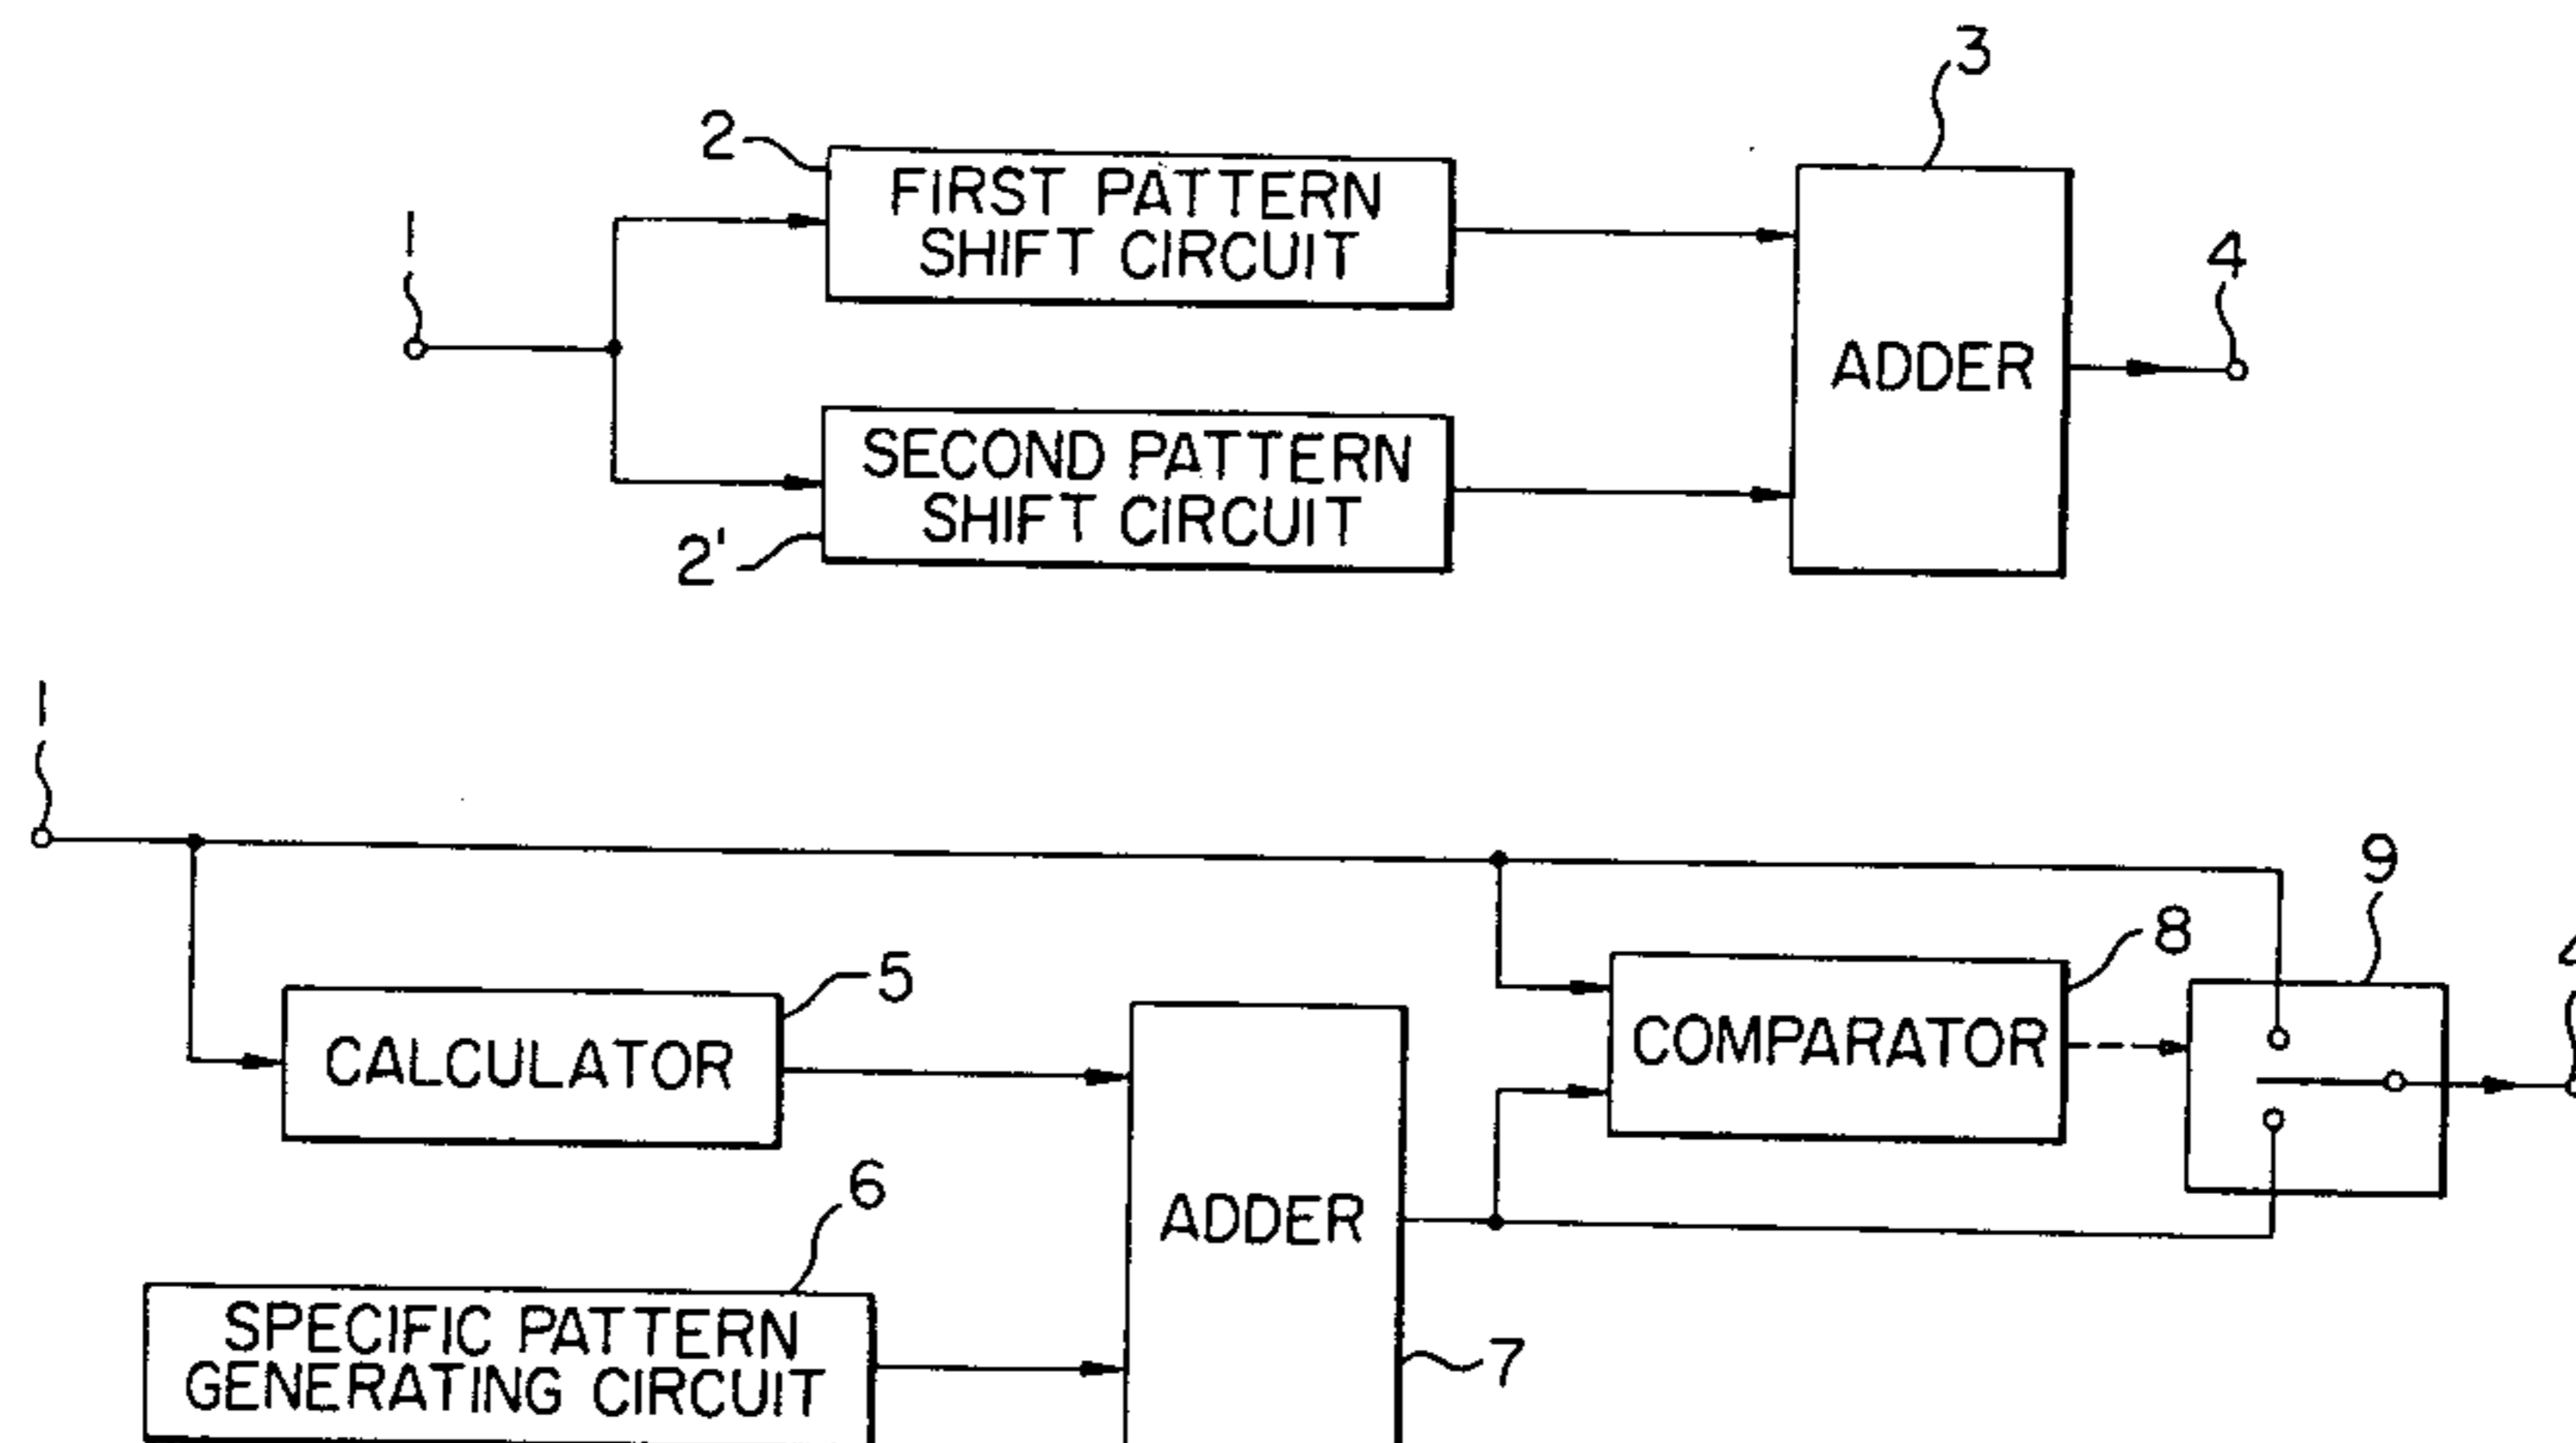 3
2
FIRST PATTERN
SHIFT CIRCUIT
1
4
ADDER
SECOND PATTERN
SHIFT CIRCUIT
2'
1
9
8
4
5
COMPARATOR
CALCULATOR
6
ADDER
SPECIFIC PATTERN
GENERATING CIRCUIT
7